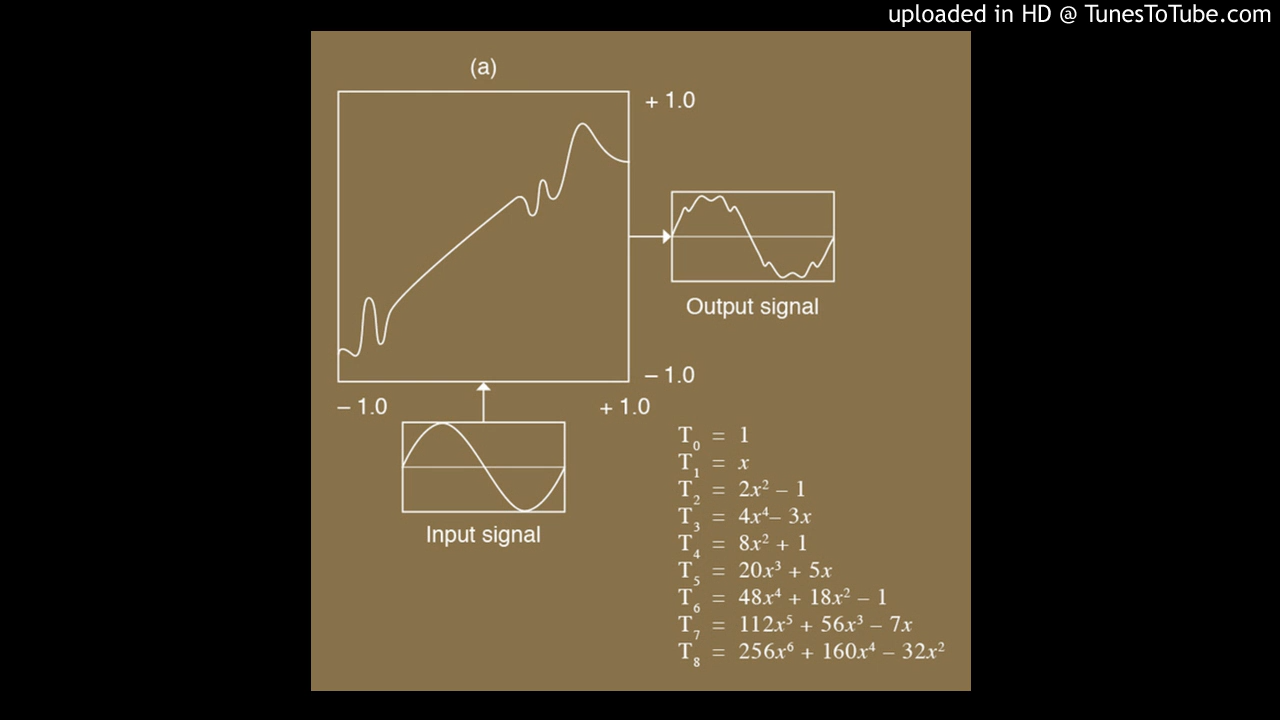 uploaded in HD @ TunesToTube.com
(a)
+ 1.0
Output signal
– 1.0
– 1.0
+ 1.0
Input signal
T₀ = 1
T₁ = x
T₂ = 2x² – 1
T₃ = 4x⁴– 3x
T₄ = 8x² + 1
T₅ = 20x³ + 5x
T₆ = 48x⁴ + 18x² – 1
T₇ = 112x⁵ + 56x³ – 7x
T₈ = 256x⁶ + 160x⁴ – 32x²